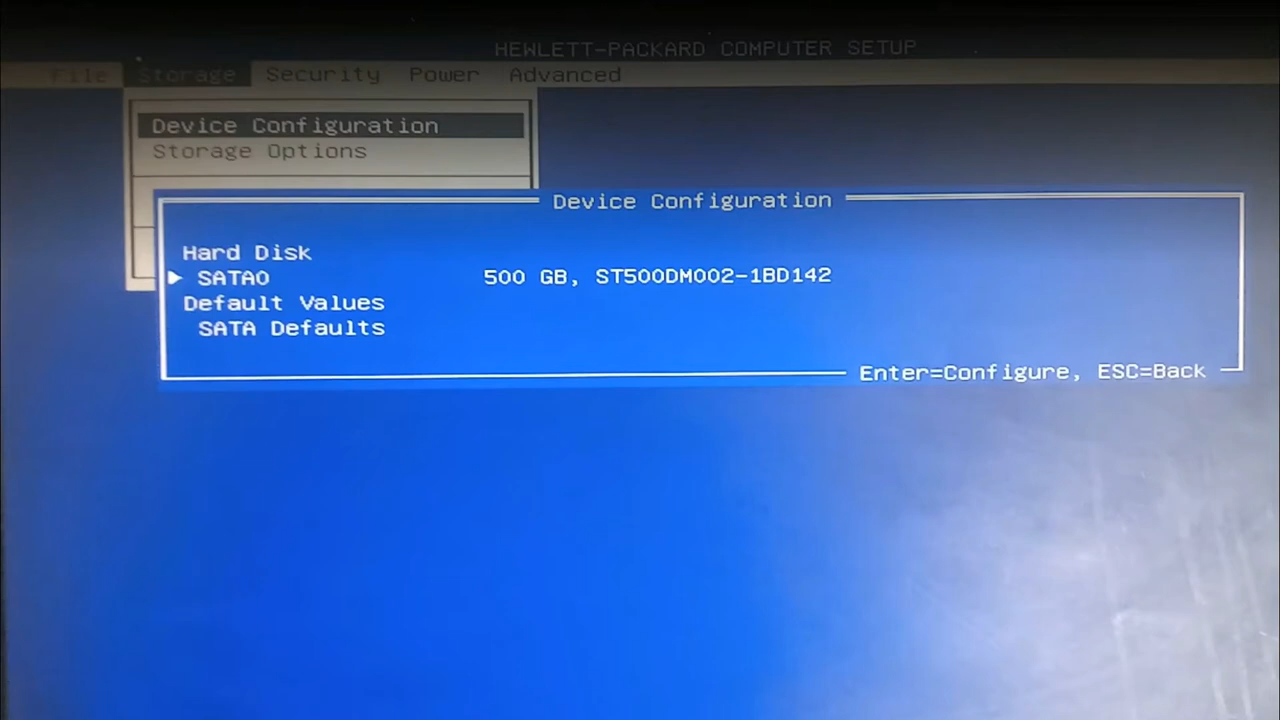 HEWLETT-PACKARD COMPUTER SETUP
File Storage Security Power Advanced
Device Configuration
Storage Options
Device Configuration
Hard Disk
SATA0 500 GB, ST500DM002-1BD142
Default Values
SATA Defaults
Enter=Configure, ESC=Back